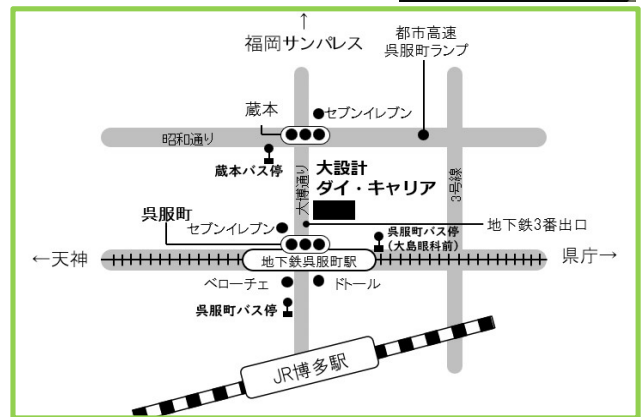 ↑
福岡サンパレス
都市高速
呉服町ランプ
蔵本
セブンイレブン
昭和通り
蔵本バス停
大博通り
大設計
ダイ・キャリア
3号線
呉服町
セブンイレブン
呉服町バス停
(大島眼科前)
地下鉄3番出口
←天神
地下鉄呉服町駅
県庁→
ベローチェ
ドトール
呉服町バス停
JR博多駅